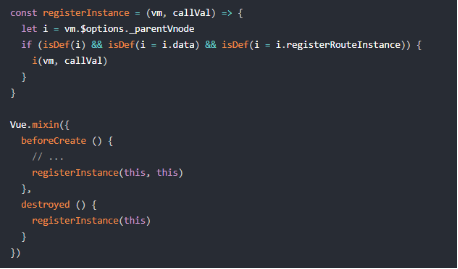 const registerInstance = (vm, callVal) => {
  let i = vm.$options._parentVnode
  if (isDef(i) && isDef(i = i.data) && isDef(i = i.registerRouteInstance)) {
    i(vm, callVal)
  }
}

Vue.mixin({
  beforeCreate () {
    // ...
    registerInstance(this, this)
  },
  destroyed () {
    registerInstance(this)
  }
})